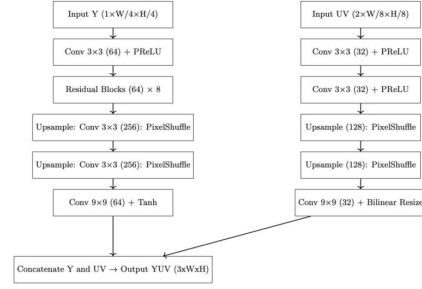 Input Y (1×W/4×H/4)
Conv 3×3 (64) + PReLU
Residual Blocks (64) × 8
Upsample: Conv 3×3 (256): PixelShuffle
Upsample: Conv 3×3 (256): PixelShuffle
Conv 9×9 (64) + Tanh
Input UV (2×W/8×H/8)
Conv 3×3 (32) + PReLU
Conv 3×3 (32) + PReLU
Upsample (128): PixelShuffle
Upsample (128): PixelShuffle
Conv 9×9 (32) + Bilinear Resize
Concatenate Y and UV → Output YUV (3xWxH)